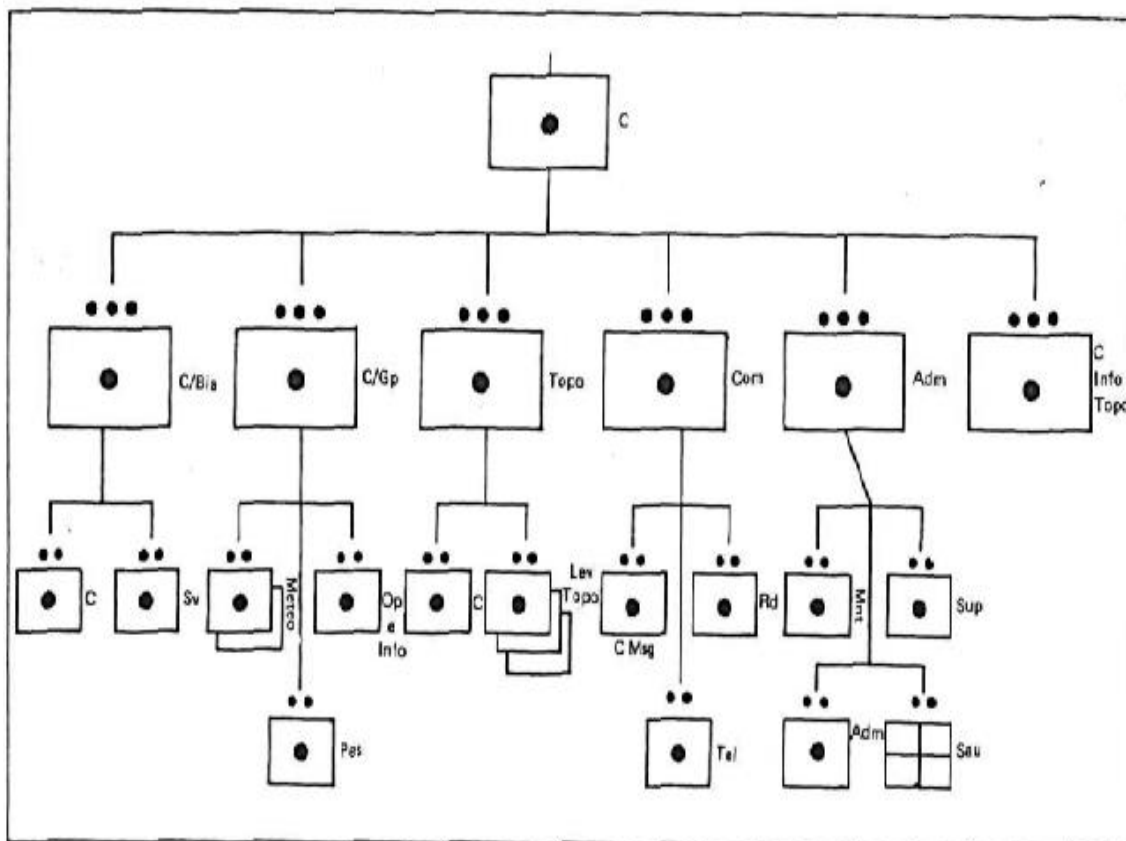 C
C/Bia
C/Gp
Topo
Com
Adm
C
Info
Topo
C
Sv
Meteo
Op
e
Info
C
Lev
Topo
C Msg
Rd
Mnt
Sup
Pes
Tel
Adm
Sau